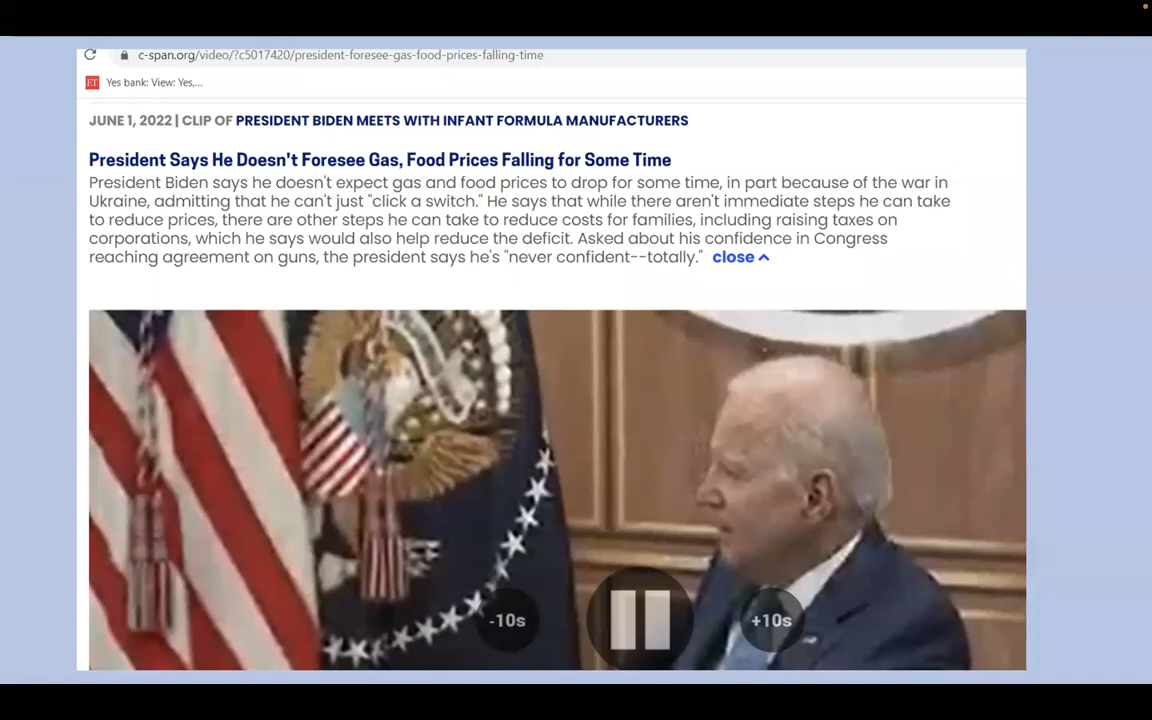 c-span.org/video/?c5017420/president-foresee-gas-food-prices-falling-time
ET Yes bank: View: Yes,...
JUNE 1, 2022 | CLIP OF PRESIDENT BIDEN MEETS WITH INFANT FORMULA MANUFACTURERS
President Says He Doesn't Foresee Gas, Food Prices Falling for Some Time
President Biden says he doesn't expect gas and food prices to drop for some time, in part because of the war in
Ukraine, admitting that he can't just "click a switch." He says that while there aren't immediate steps he can take
to reduce prices, there are other steps he can take to reduce costs for families, including raising taxes on
corporations, which he says would also help reduce the deficit. Asked about his confidence in Congress
reaching agreement on guns, the president says he's "never confident--totally." close
-10s
+10s